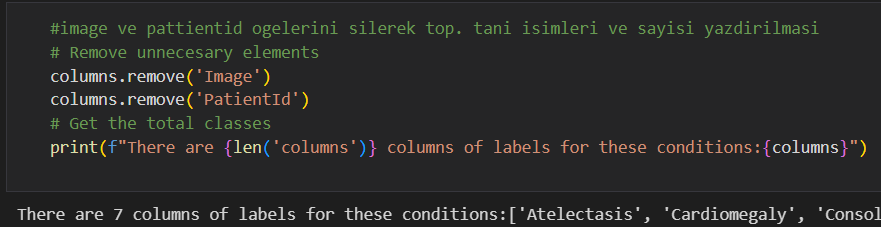 #image ve pattientid ogelerini silerek top. tani isimleri ve sayisi yazdirilmasi
# Remove unnecesary elements
columns.remove('Image')
columns.remove('PatientId')
# Get the total classes
print(f"There are {len('columns')} columns of labels for these conditions:{columns}")
There are 7 columns of labels for these conditions:['Atelectasis', 'Cardiomegaly', 'Consol